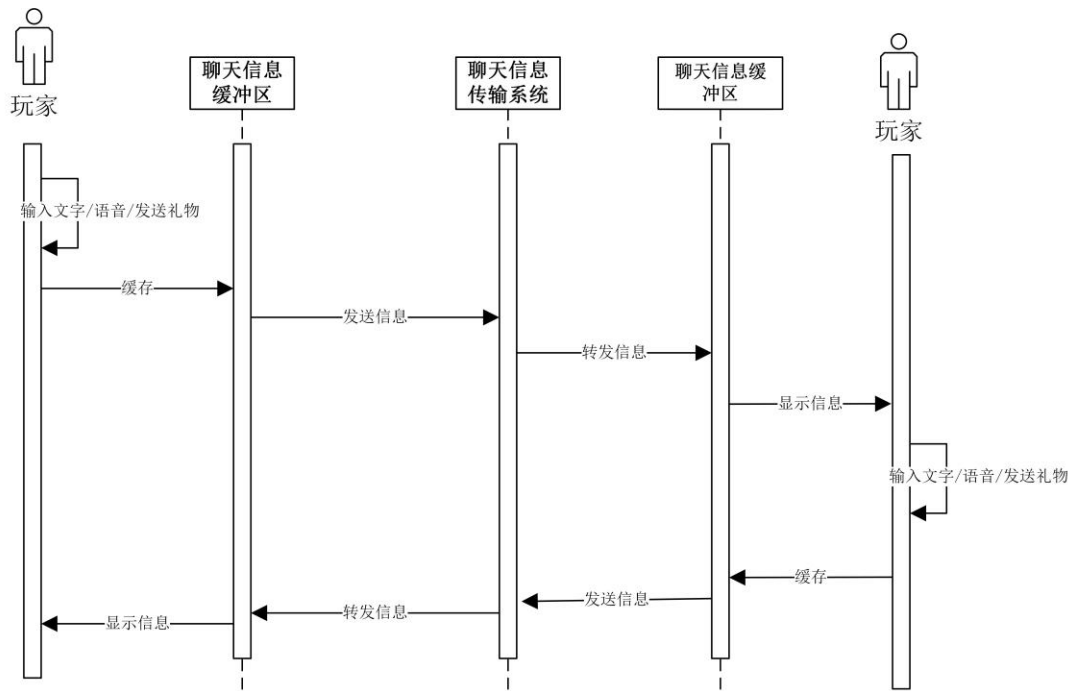 玩家
聊天信息
缓冲区
聊天信息
传输系统
聊天信息缓
冲区
玩家
输入文字/语音/发送礼物
缓存
发送信息
转发信息
显示信息
输入文字/语音/发送礼物
缓存
发送信息
转发信息
显示信息